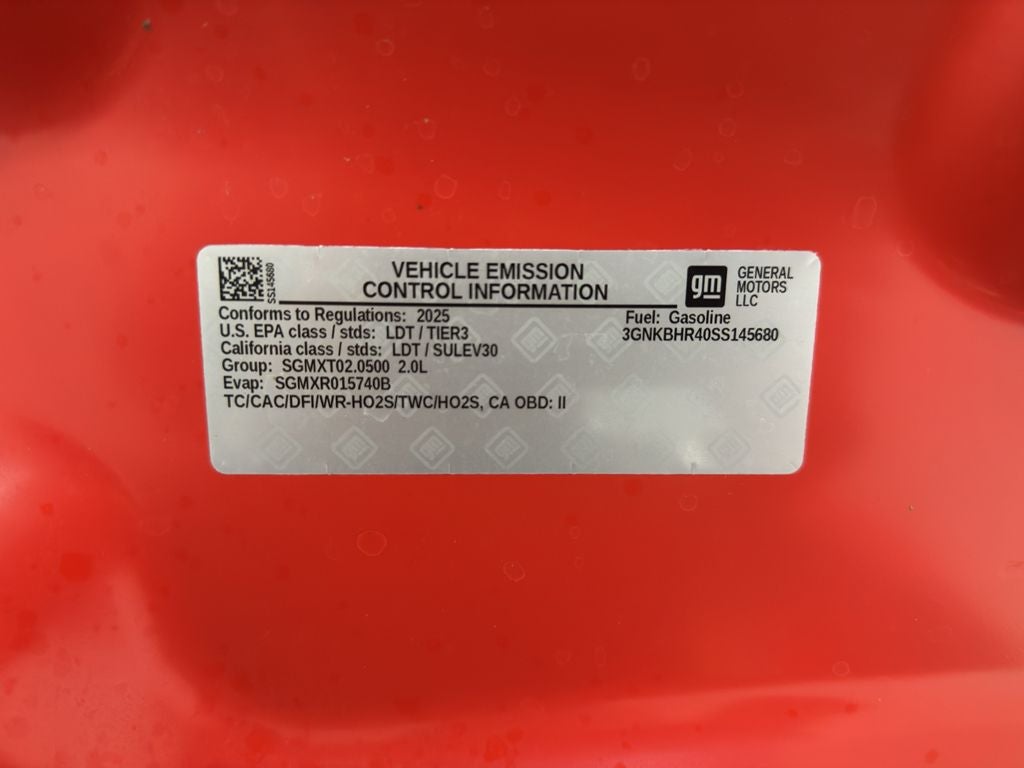 SS145680
VEHICLE EMISSION
CONTROL INFORMATION
gm
GENERAL
MOTORS
LLC
Conforms to Regulations: 2025
Fuel: Gasoline
U.S. EPA class / stds: LDT / TIER3
3GNKBHR40SS145680
California class / stds: LDT / SULEV30
Group: SGMXT02.0500 2.0L
Evap: SGMXR015740B
TC/CAC/DFI/WR-HO2S/TWC/HO2S, CA OBD: II